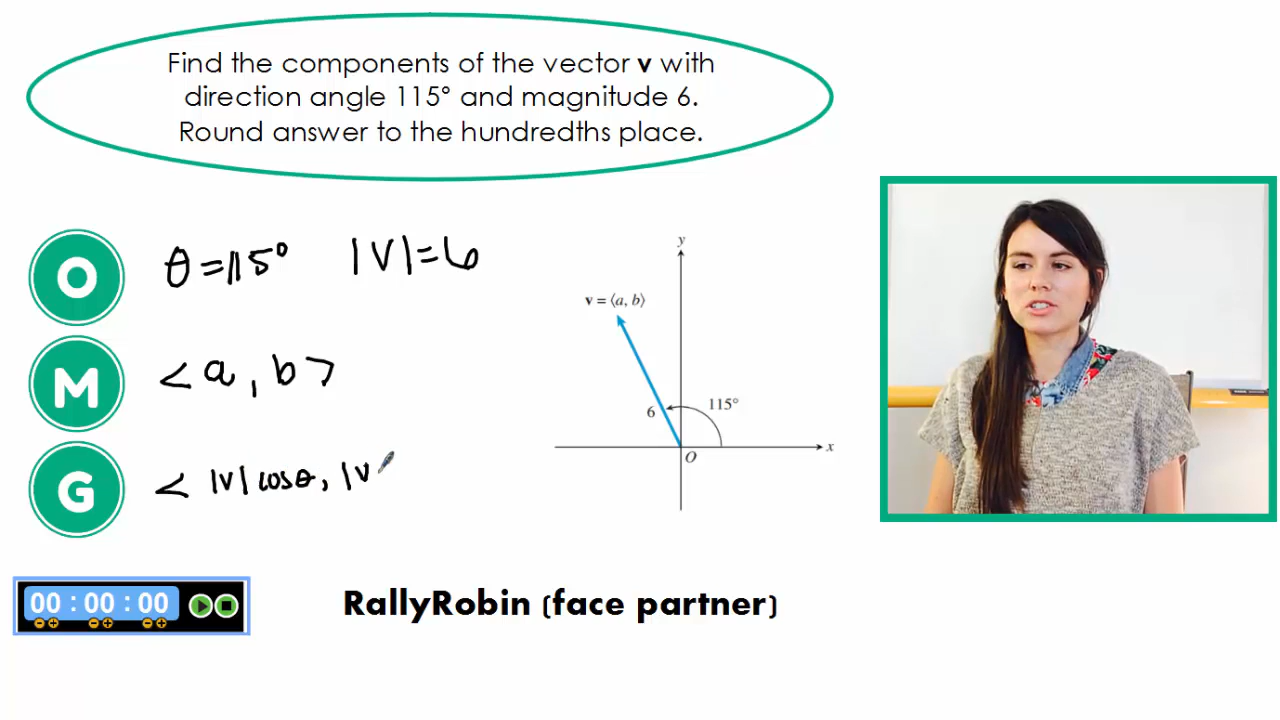 Find the components of the vector v with
direction angle 115° and magnitude 6.
Round answer to the hundredths place.
O
θ = 115° |V| = 6
M
< a , b >
G
< |V| cosθ, |V
y
v = ⟨a, b⟩
6
115°
O
x
00 : 00 : 00
RallyRobin (face partner)